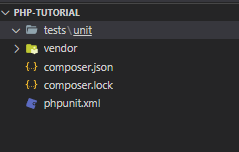 PHP-TUTORIAL
tests\unit
vendor
composer.json
composer.lock
phpunit.xml